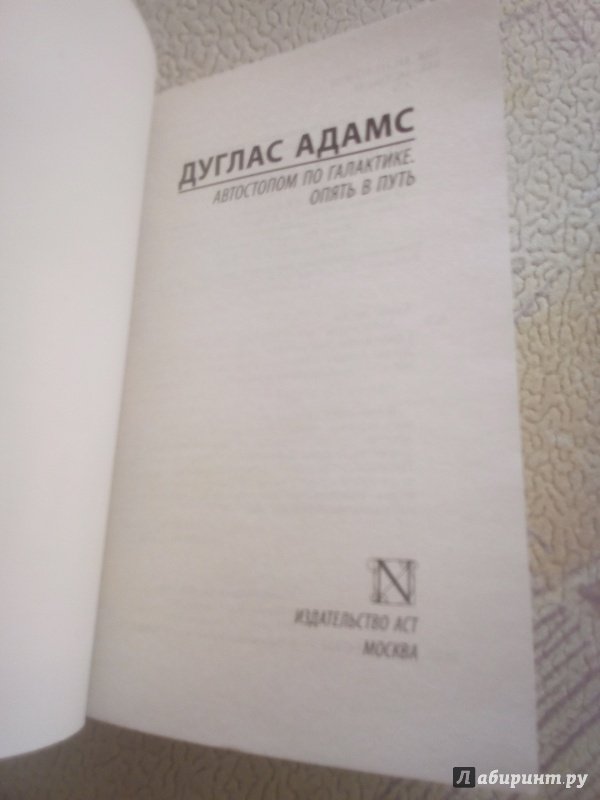 ДУГЛАС АДАМС
АВТОСТОПОМ ПО ГАЛАКТИКЕ.
ОПЯТЬ В ПУТЬ
N
ИЗДАТЕЛЬСТВО АСТ
МОСКВА
Лабиринт.ру